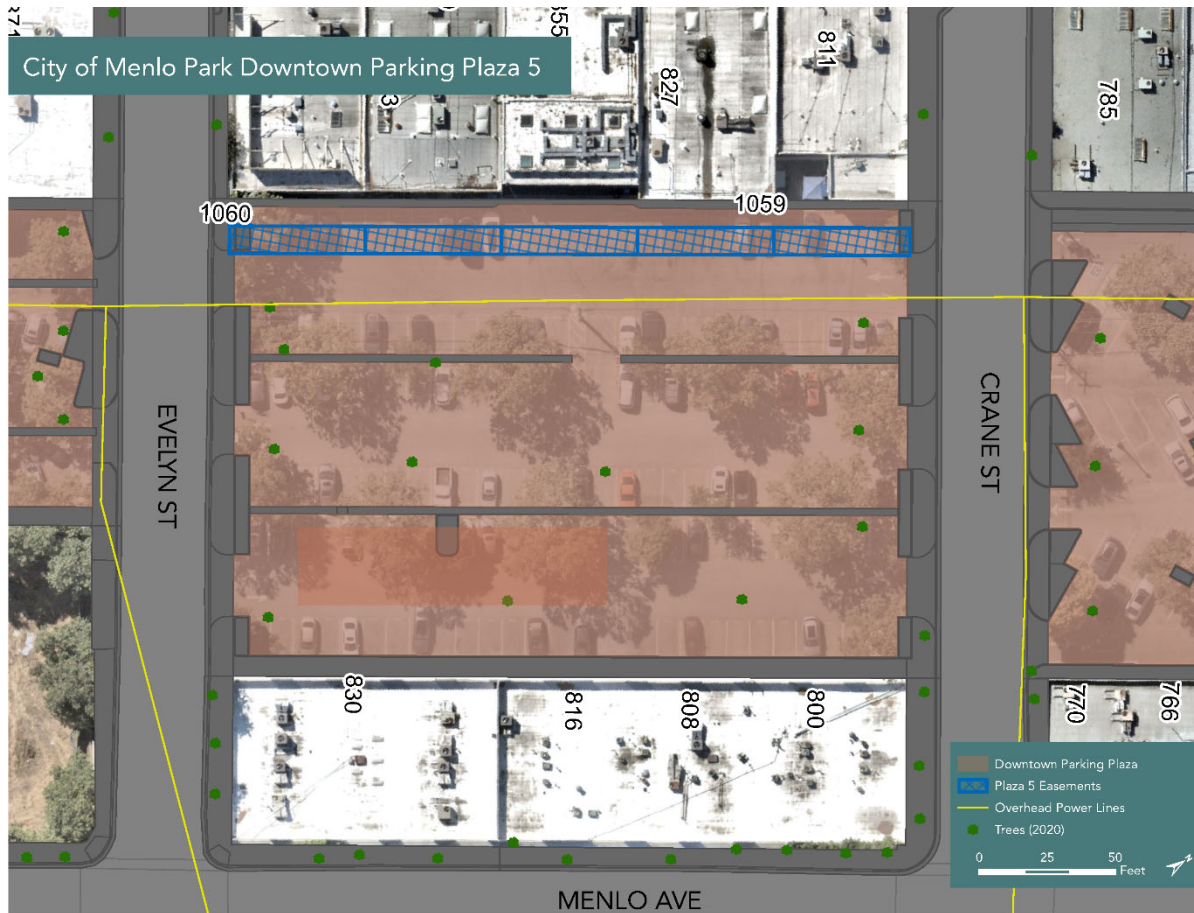 City of Menlo Park Downtown Parking Plaza 5
827
811
785
1060
1059
EVELYN ST
CRANE ST
830
816
808
800
770
766
Downtown Parking Plaza
Plaza 5 Easements
Overhead Power Lines
Trees (2020)
0 25 50
Feet
N
MENLO AVE